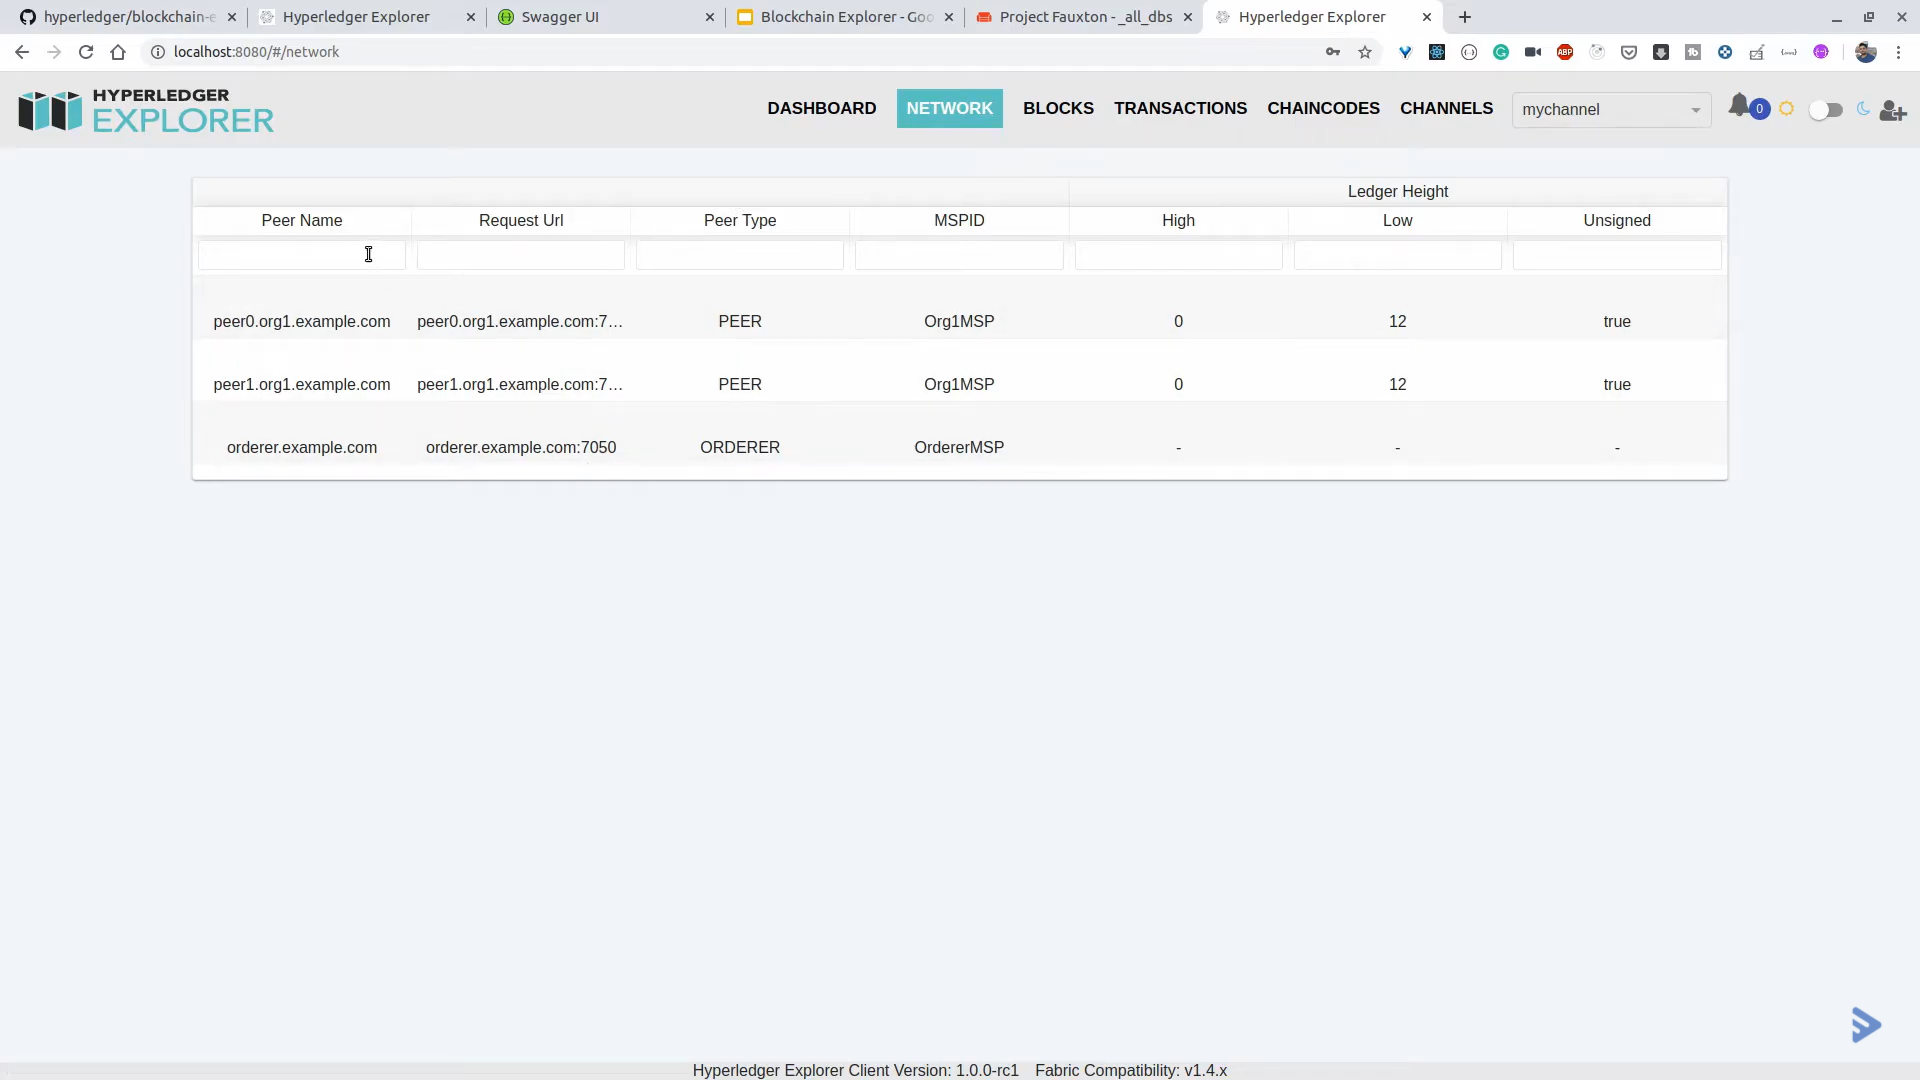 hyperledger/blockchain-e
Hyperledger Explorer
Swagger UI
Blockchain Explorer - Goo
Project Fauxton - _all_dbs
Hyperledger Explorer
localhost:8080/#/network
ABP
HYPERLEDGER
EXPLORER
DASHBOARD
NETWORK
BLOCKS
TRANSACTIONS
CHAINCODES
CHANNELS
mychannel
0
Ledger Height
Peer Name Request Url Peer Type MSPID High Low Unsigned
peer0.org1.example.com peer0.org1.example.com:7... PEER Org1MSP 0 12 true
peer1.org1.example.com peer1.org1.example.com:7... PEER Org1MSP 0 12 true
orderer.example.com orderer.example.com:7050 ORDERER OrdererMSP - - -
Hyperledger Explorer Client Version: 1.0.0-rc1 Fabric Compatibility: v1.4.x